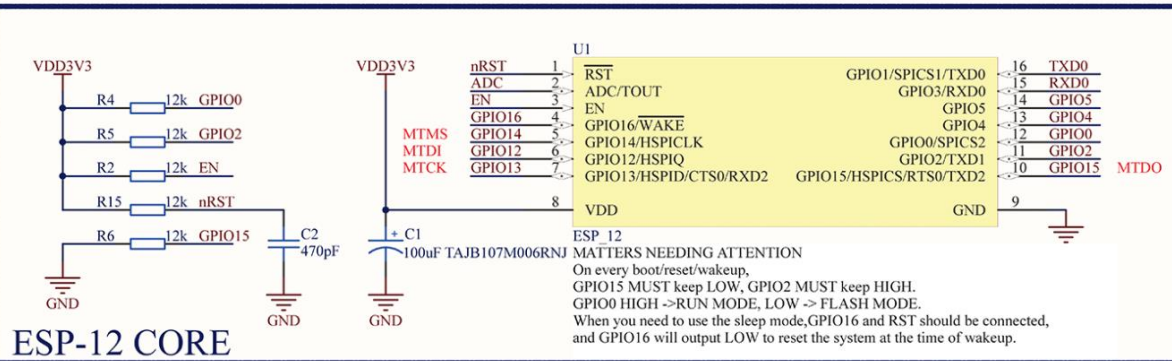 VDD3V3
R4 12k GPIO0
R5 12k GPIO2
R2 12k EN
R15 12k nRST
R6 12k GPIO15
GND
C2
470pF
GND
VDD3V3
+ C1
100uF TAJB107M006RNJ
GND
U1
nRST 1 RST GPIO1/SPICS1/TXD0 16 TXD0
ADC 2 ADC/TOUT GPIO3/RXD0 15 RXD0
EN 3 EN GPIO5 14 GPIO5
GPIO16 4 GPIO16/WAKE GPIO4 13 GPIO4
MTMS GPIO14 5 GPIO14/HSPICLK GPIO0/SPICS2 12 GPIO0
MTDI GPIO12 6 GPIO12/HSPIQ GPIO2/TXD1 11 GPIO2
MTCK GPIO13 7 GPIO13/HSPID/CTS0/RXD2 GPIO15/HSPICS/RTS0/TXD2 10 GPIO15 MTDO
8 VDD GND 9
ESP_12
MATTERS NEEDING ATTENTION
On every boot/reset/wakeup,
GPIO15 MUST keep LOW, GPIO2 MUST keep HIGH.
GPIO0 HIGH ->RUN MODE, LOW -> FLASH MODE.
When you need to use the sleep mode,GPIO16 and RST should be connected,
and GPIO16 will output LOW to reset the system at the time of wakeup.
ESP-12 CORE